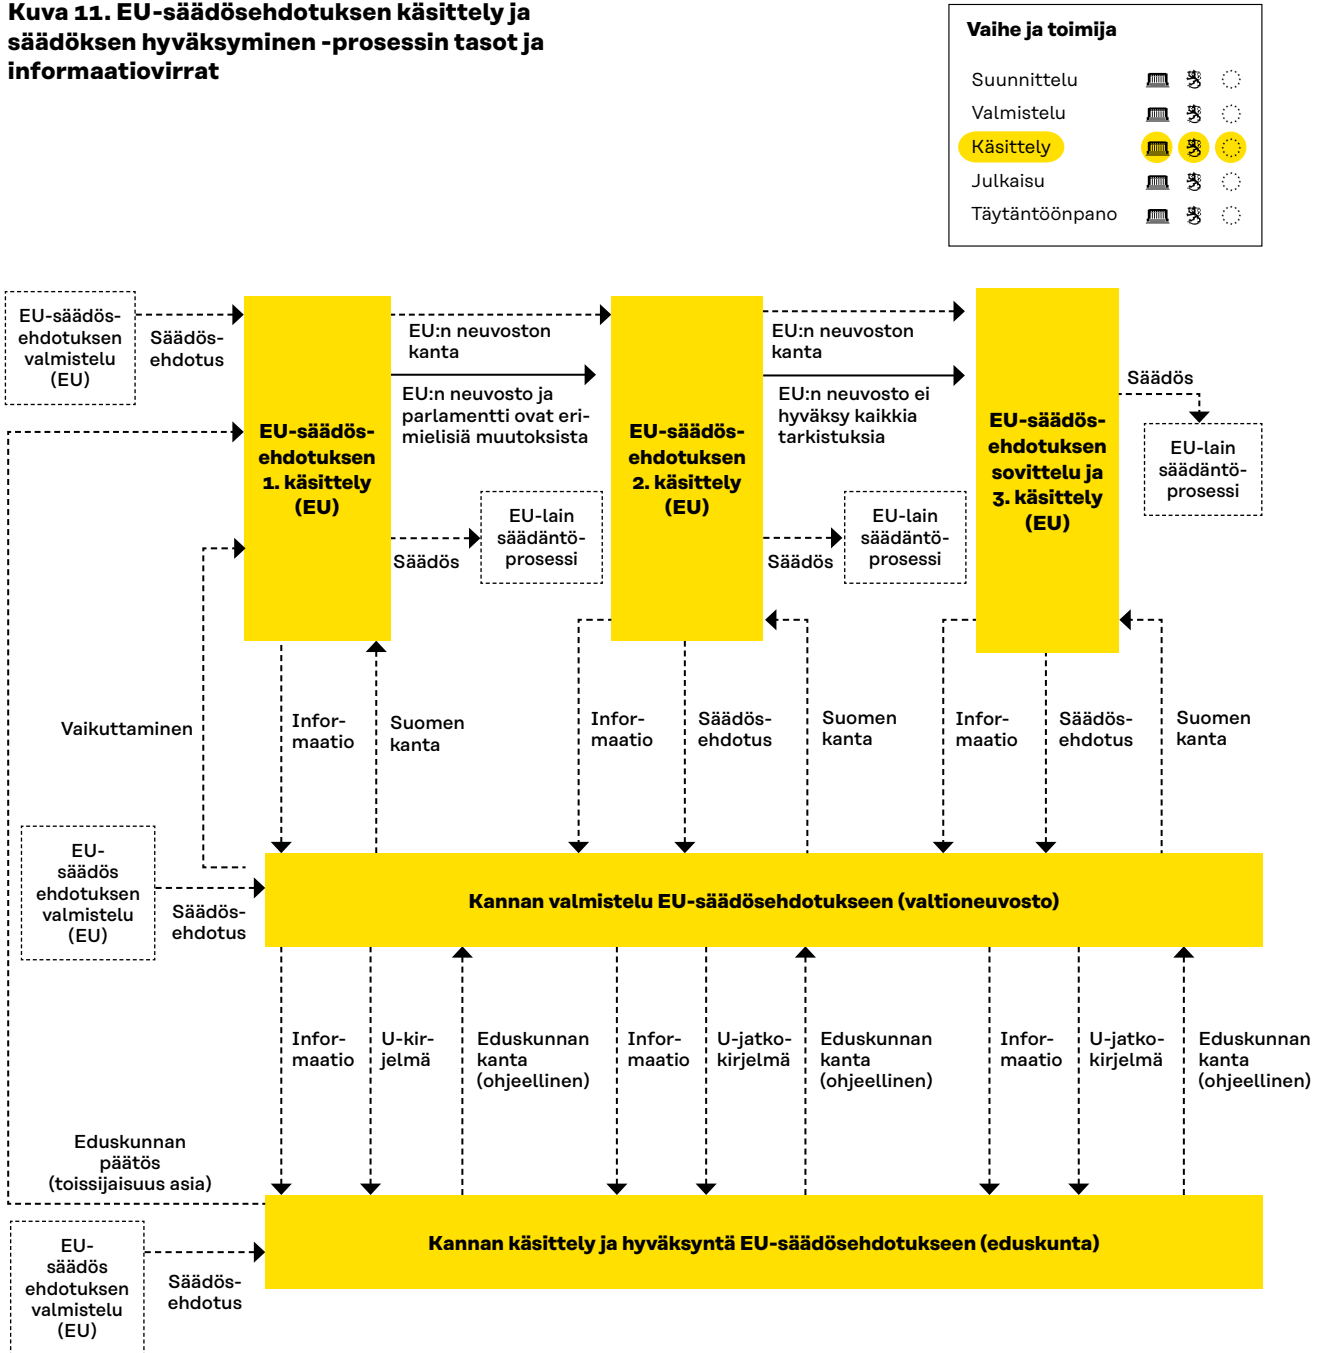 Kuva 11. EU-säädösehdotuksen käsittely ja
säädöksen hyväksyminen -prosessin tasot ja
informaatiovirrat
Vaihe ja toimija
Suunnittelu
Valmistelu
Käsittely
Julkaisu
Täytäntöönpano
EU-säädös-
ehdotuksen
valmistelu
(EU)
Säädös-
ehdotus
EU-säädös-
ehdotuksen
1. käsittely
(EU)
EU:n neuvoston
kanta
EU:n neuvosto ja
parlamentti ovat eri-
mielisiä muutoksista
Säädös
EU-lain
säädäntö-
prosessi
EU-säädös-
ehdotuksen
2. käsittely
(EU)
EU:n neuvoston
kanta
EU:n neuvosto ei
hyväksy kaikkia
tarkistuksia
Säädös
EU-lain
säädäntö-
prosessi
EU-säädös-
ehdotuksen
sovittelu ja
3. käsittely
(EU)
Säädös
EU-lain
säädäntö-
prosessi
Vaikuttaminen
Infor-
maatio
Suomen
kanta
Infor-
maatio
Säädös-
ehdotus
Suomen
kanta
Infor-
maatio
Säädös-
ehdotus
Suomen
kanta
EU-
säädös
ehdotuksen
valmistelu
(EU)
Säädös-
ehdotus
Kannan valmistelu EU-säädösehdotukseen (valtioneuvosto)
Infor-
maatio
U-kir-
jelmä
Eduskunnan
kanta
(ohjeellinen)
Infor-
maatio
U-jatko-
kirjelmä
Eduskunnan
kanta
(ohjeellinen)
Infor-
maatio
U-jatko-
kirjelmä
Eduskunnan
kanta
(ohjeellinen)
Eduskunnan
päätös
(toissijaisuus asia)
EU-
säädös
ehdotuksen
valmistelu
(EU)
Säädös-
ehdotus
Kannan käsittely ja hyväksyntä EU-säädösehdotukseen (eduskunta)